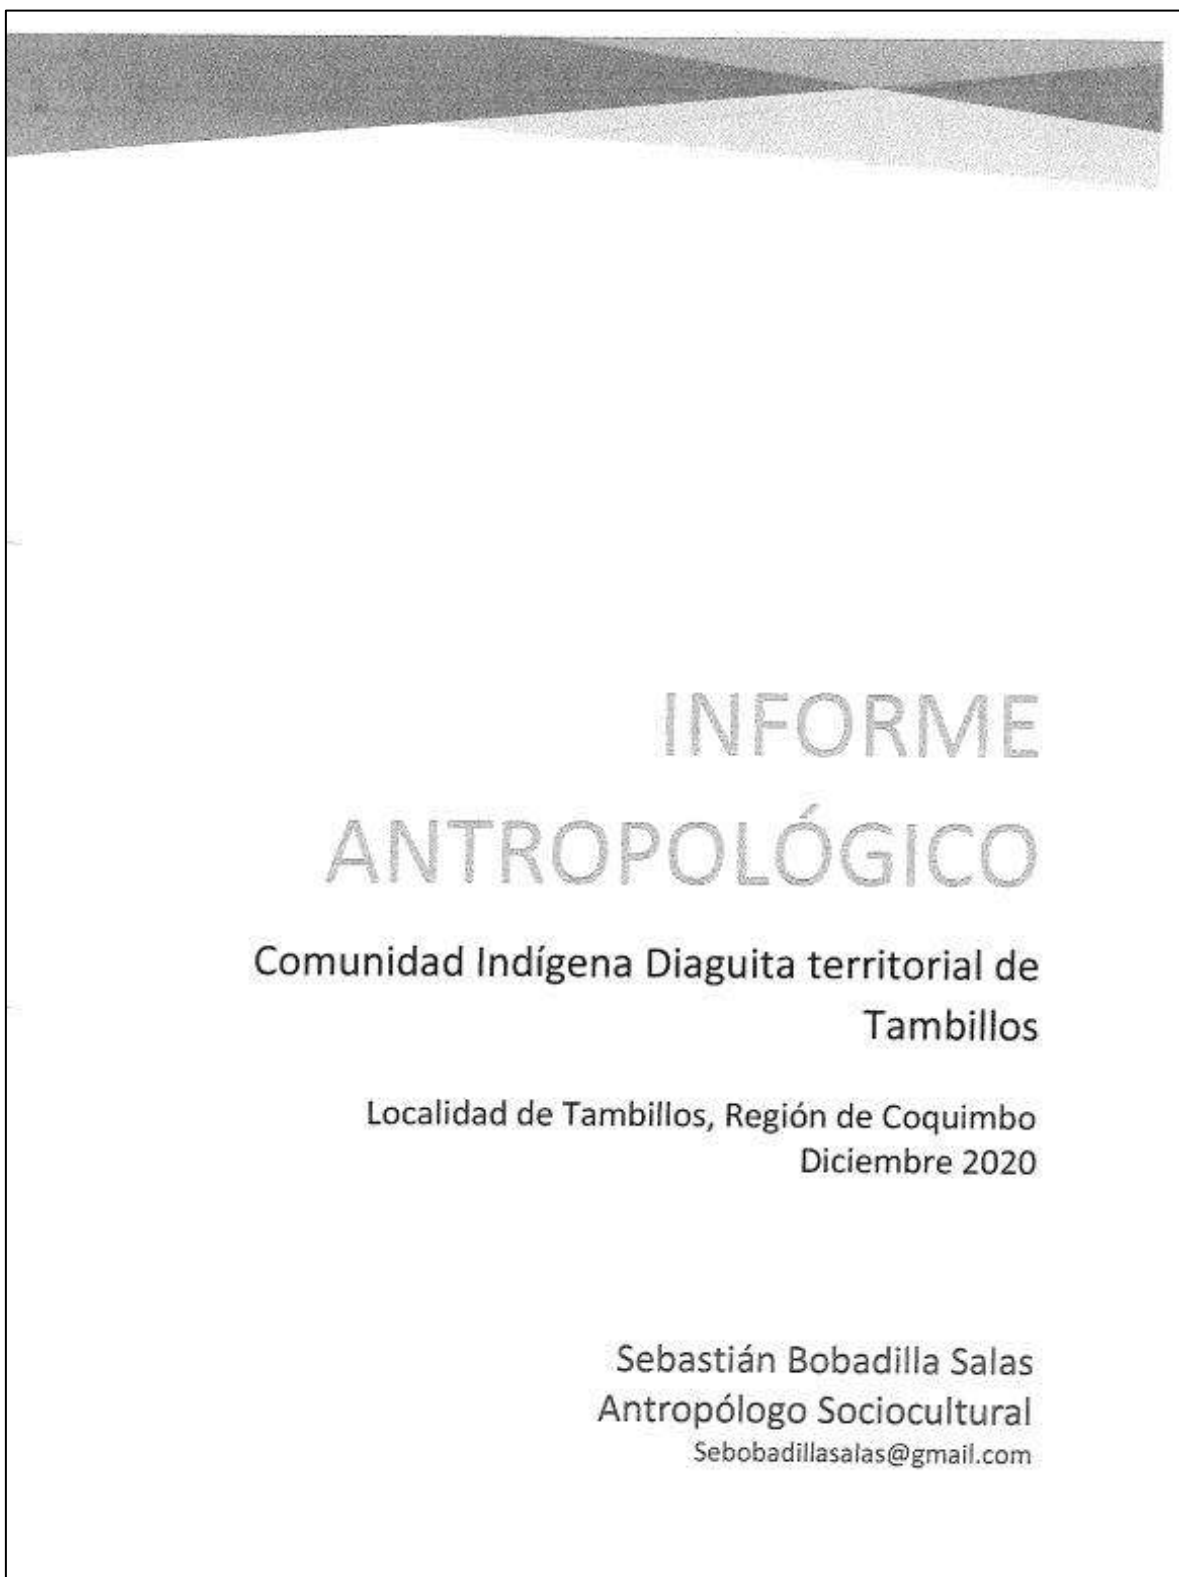 INFORME
ANTROPOLÓGICO
Comunidad Indígena Diaguita territorial de
Tambillos
Localidad de Tambillos, Región de Coquimbo
Diciembre 2020
Sebastián Bobadilla Salas
Antropólogo Sociocultural
Sebobadillasalas@gmail.com